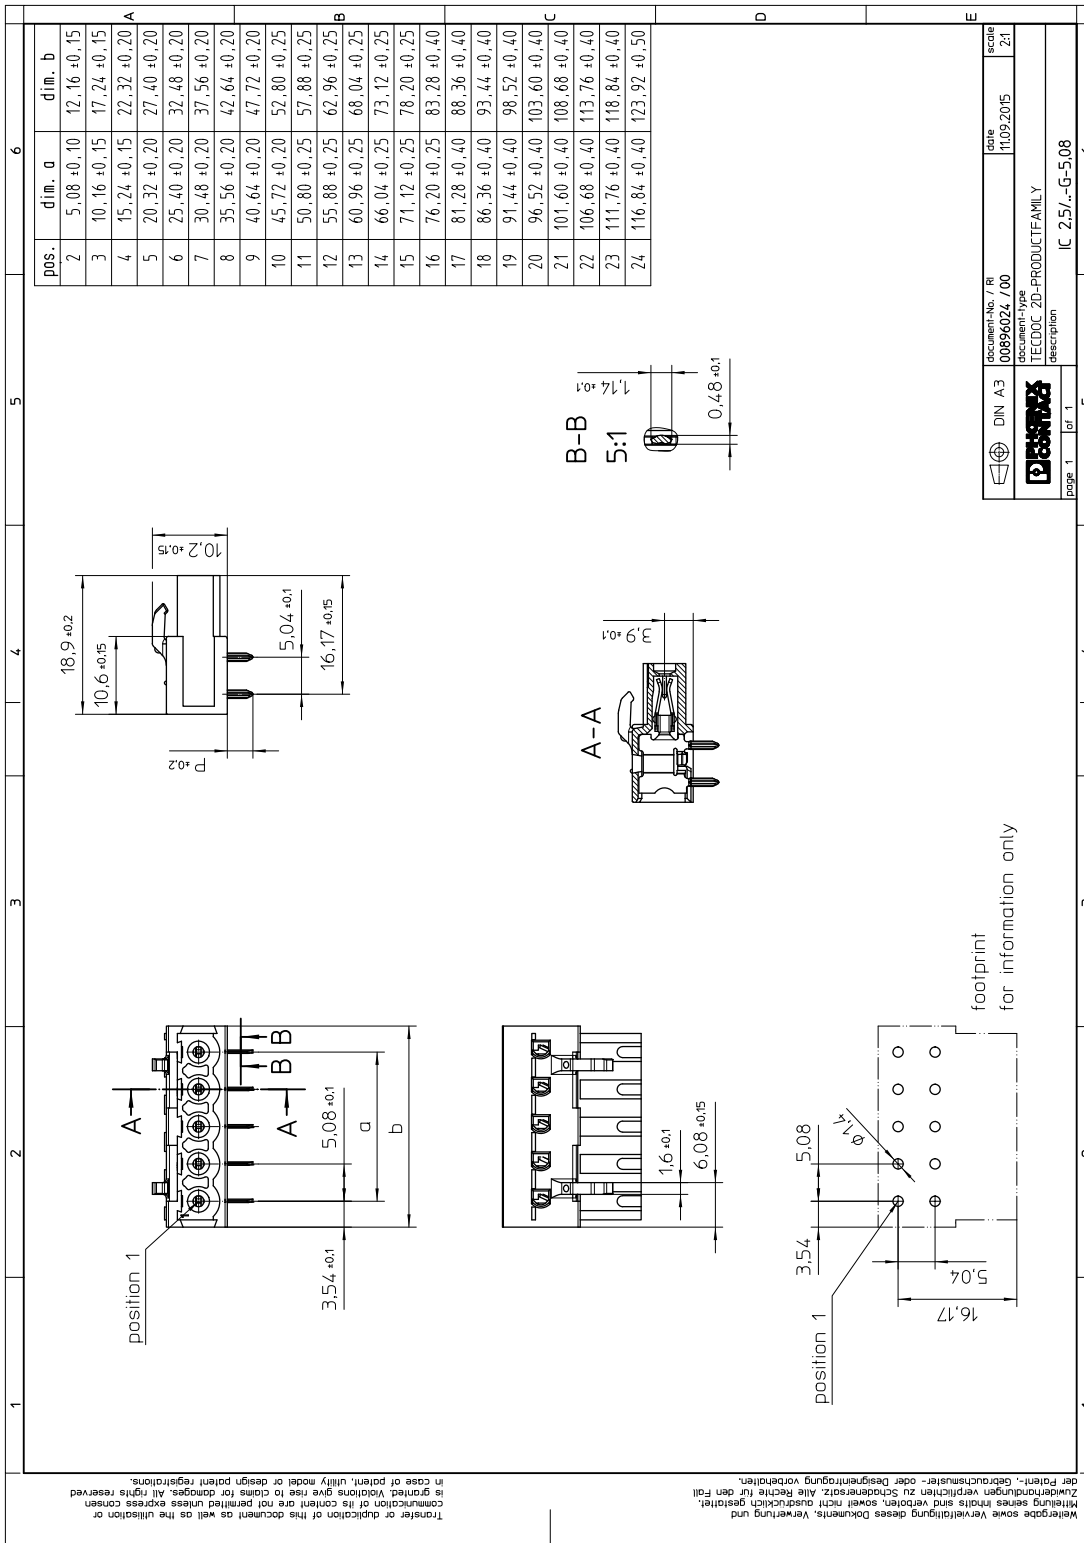 1 2 3 4 5 6
A
B
C
D
E
pos. dim. a dim. b
2 5,08 ±0,10 12,16 ±0,15
3 10,16 ±0,15 17,24 ±0,15
4 15,24 ±0,15 22,32 ±0,20
5 20,32 ±0,20 27,40 ±0,20
6 25,40 ±0,20 32,48 ±0,20
7 30,48 ±0,20 37,56 ±0,20
8 35,56 ±0,20 42,64 ±0,20
9 40,64 ±0,20 47,72 ±0,20
10 45,72 ±0,20 52,80 ±0,25
11 50,80 ±0,25 57,88 ±0,25
12 55,88 ±0,25 62,96 ±0,25
13 60,96 ±0,25 68,04 ±0,25
14 66,04 ±0,25 73,12 ±0,25
15 71,12 ±0,25 78,20 ±0,25
16 76,20 ±0,25 83,28 ±0,40
17 81,28 ±0,40 88,36 ±0,40
18 86,36 ±0,40 93,44 ±0,40
19 91,44 ±0,40 98,52 ±0,40
20 96,52 ±0,40 103,60 ±0,40
21 101,60 ±0,40 108,68 ±0,40
22 106,68 ±0,40 113,76 ±0,40
23 111,76 ±0,40 118,84 ±0,40
24 116,84 ±0,40 123,92 ±0,50
position 1
A
A
B
B
3,54 ±0,1
5,08 ±0,1
a
b
18,9 ±0,2
10,6 ±0,15
10,2 ±0,15
P ±0,2
5,04 ±0,1
16,17 ±0,15
1,6 ±0,1
6,08 ±0,15
A-A
3,9 ±0,1
B-B
5:1
1,14 ±0,1
0,48 ±0,1
position 1
3,54
5,08
Ø 1,4
5,04
16,17
footprint
for information only
DIN A3
document-No. / RI
00896024 / 00
date
11.09.2015
scale
2:1
document-type
TECDOC 2D-PRODUCTFAMILY
PHOENIX
CONTACT
description
IC 2,5/..-G-5,08
page 1 of 1
Transfer or duplication of this document as well as the utilisation or
communication of its content are not permitted unless express consen
is granted. Violations give rise to claims for damages. All rights reserved
in case of patent, utility model or design patent registrations.
Weitergabe sowie Vervielfältigung dieses Dokuments, Verwertung und
Mitteilung seines Inhalts sind verboten, soweit nicht ausdrücklich gestattet.
Zuwiderhandlungen verpflichten zu Schadenersatz. Alle Rechte für den Fall
der Patent-, Gebrauchsmuster- oder Designeintragung vorbehalten.